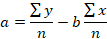 a = ∑y/n − b ∑x/n